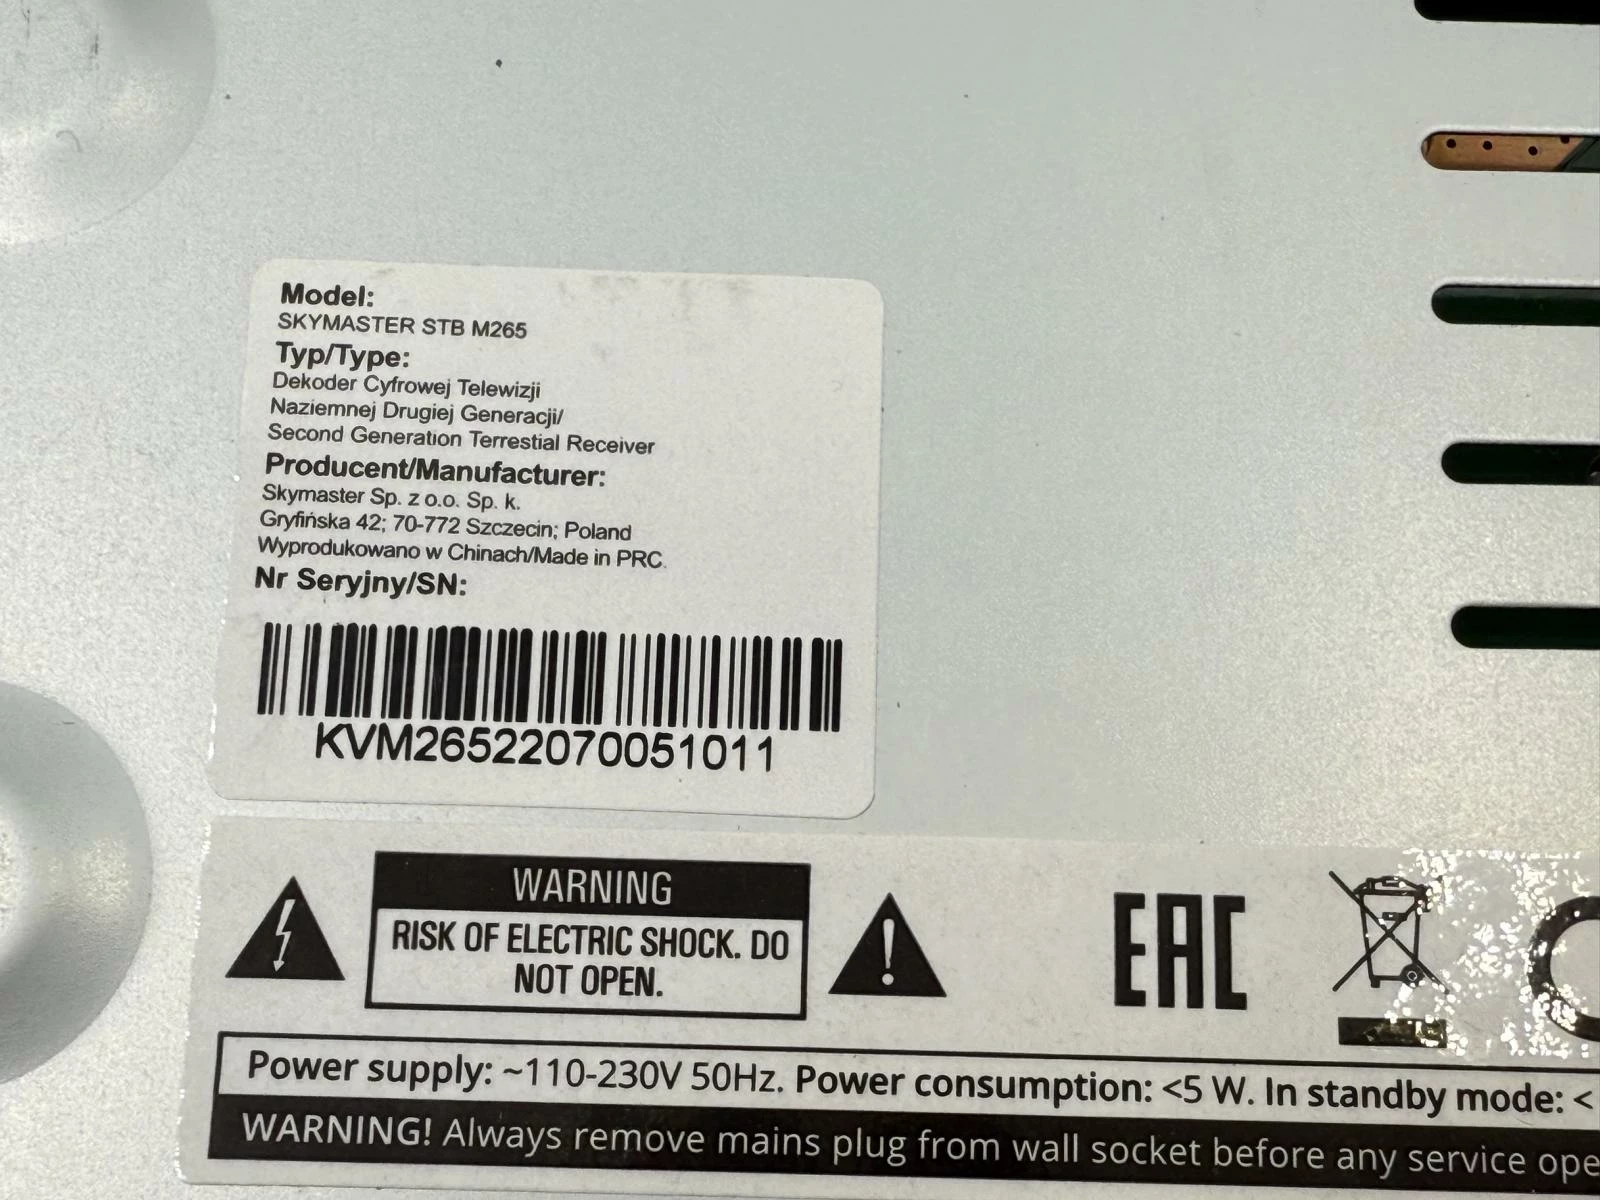 Model:
SKYMASTER STB M265
Typ/Type:
Dekoder Cyfrowej Telewizji
Naziemnej Drugiej Generacji/
Second Generation Terrestial Receiver
Producent/Manufacturer:
Skymaster Sp. z o.o. Sp. k.
Gryfińska 42; 70-772 Szczecin; Poland
Wyprodukowano w Chinach/Made in PRC.
Nr Seryjny/SN:
KVM26522070051011
WARNING
RISK OF ELECTRIC SHOCK. DO
NOT OPEN.
EAC
Power supply: ~110-230V 50Hz. Power consumption: <5 W. In standby mode: <
WARNING! Always remove mains plug from wall socket before any service ope